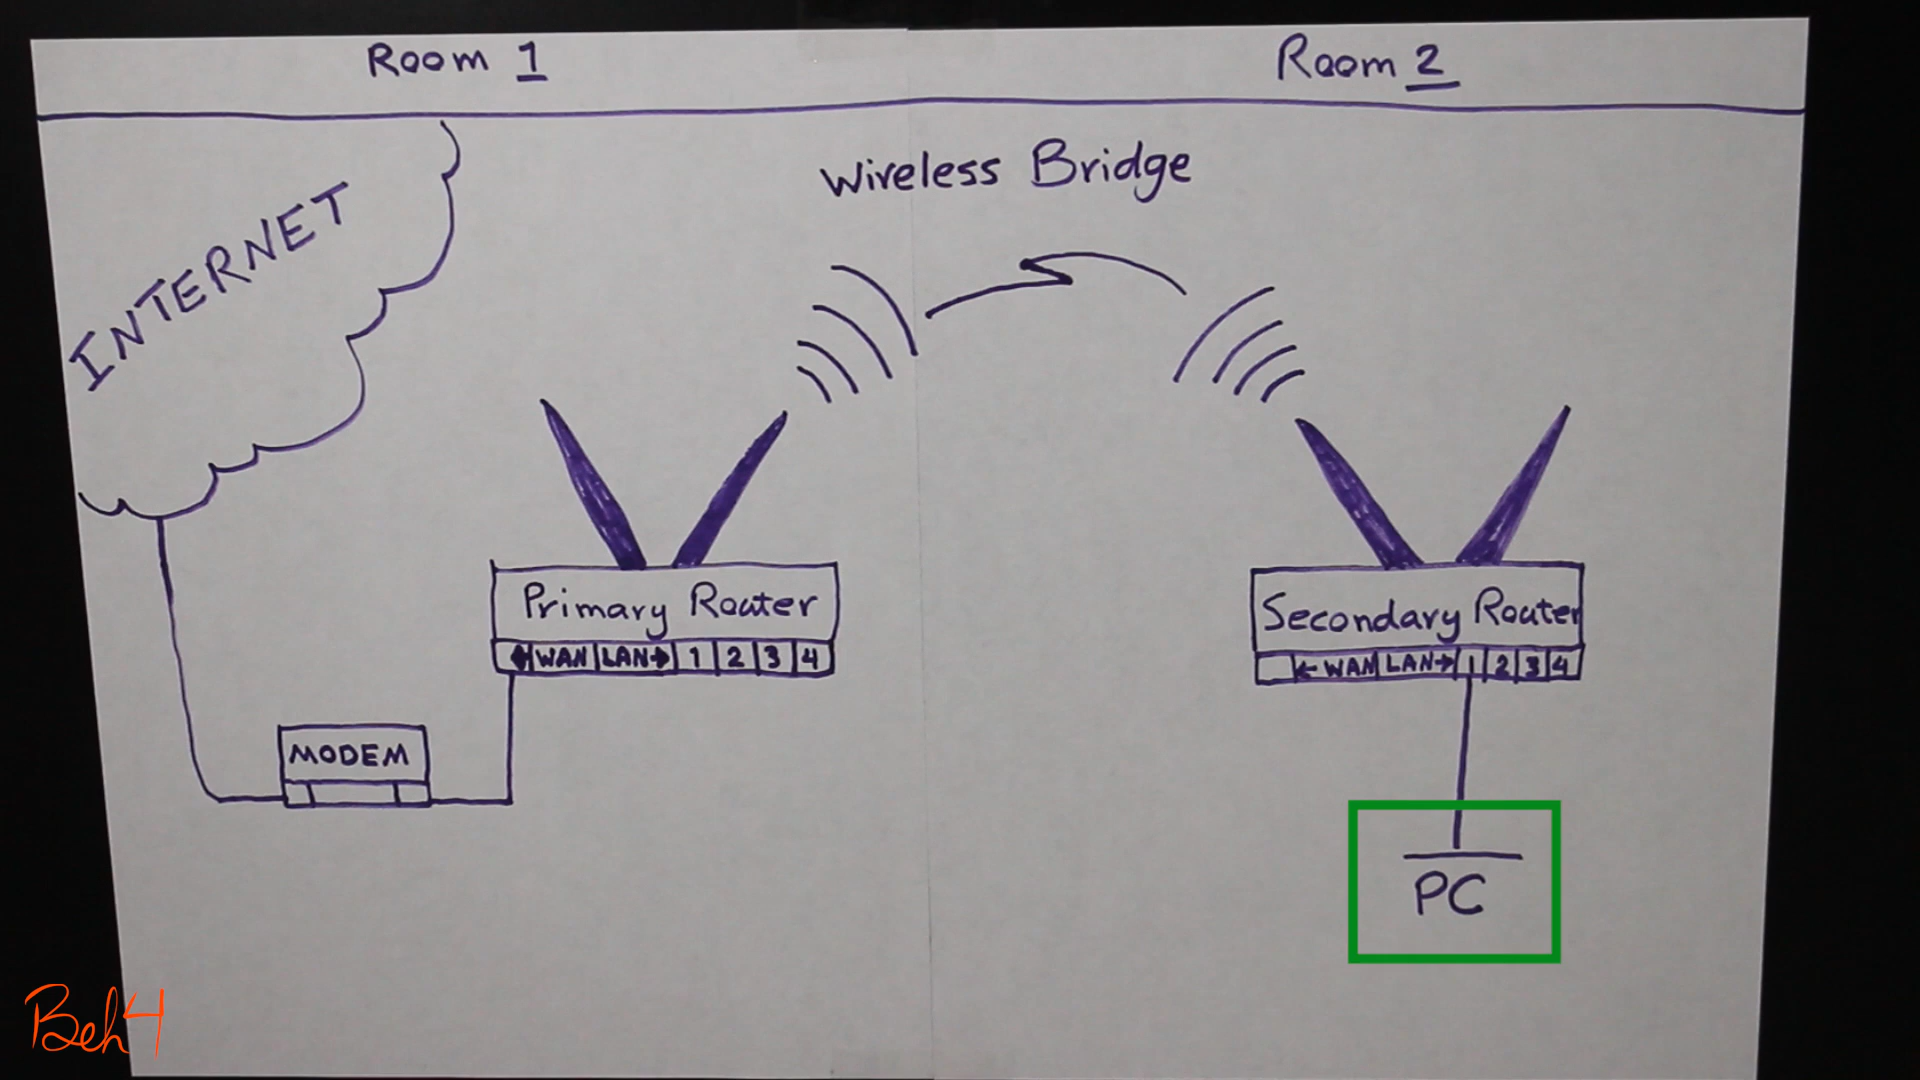 Room 1
Room 2
Wireless Bridge
INTERNET
Primary Router
WAN LAN 1 2 3 4
Secondary Router
WAN LAN 1 2 3 4
MODEM
PC
Beh4